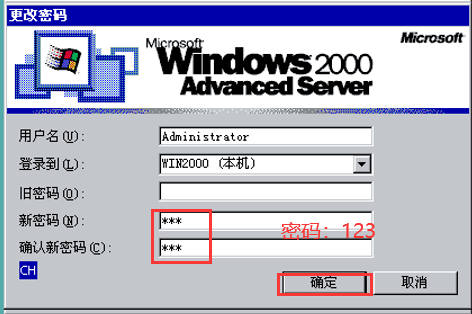 更改密码
Microsoft
Microsoft
Windows 2000
Advanced Server
用户名(U):
Administrator
登录到(L):
WIN2000 (本机)
旧密码(O):
新密码(N):
***
密码：123
确认新密码(C):
***
CH
确定
取消